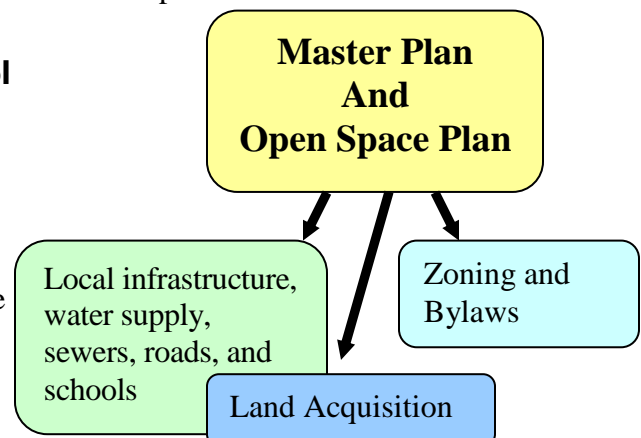 Master Plan
And
Open Space Plan
Local infrastructure,
water supply,
sewers, roads, and
schools
Zoning and
Bylaws
Land Acquisition